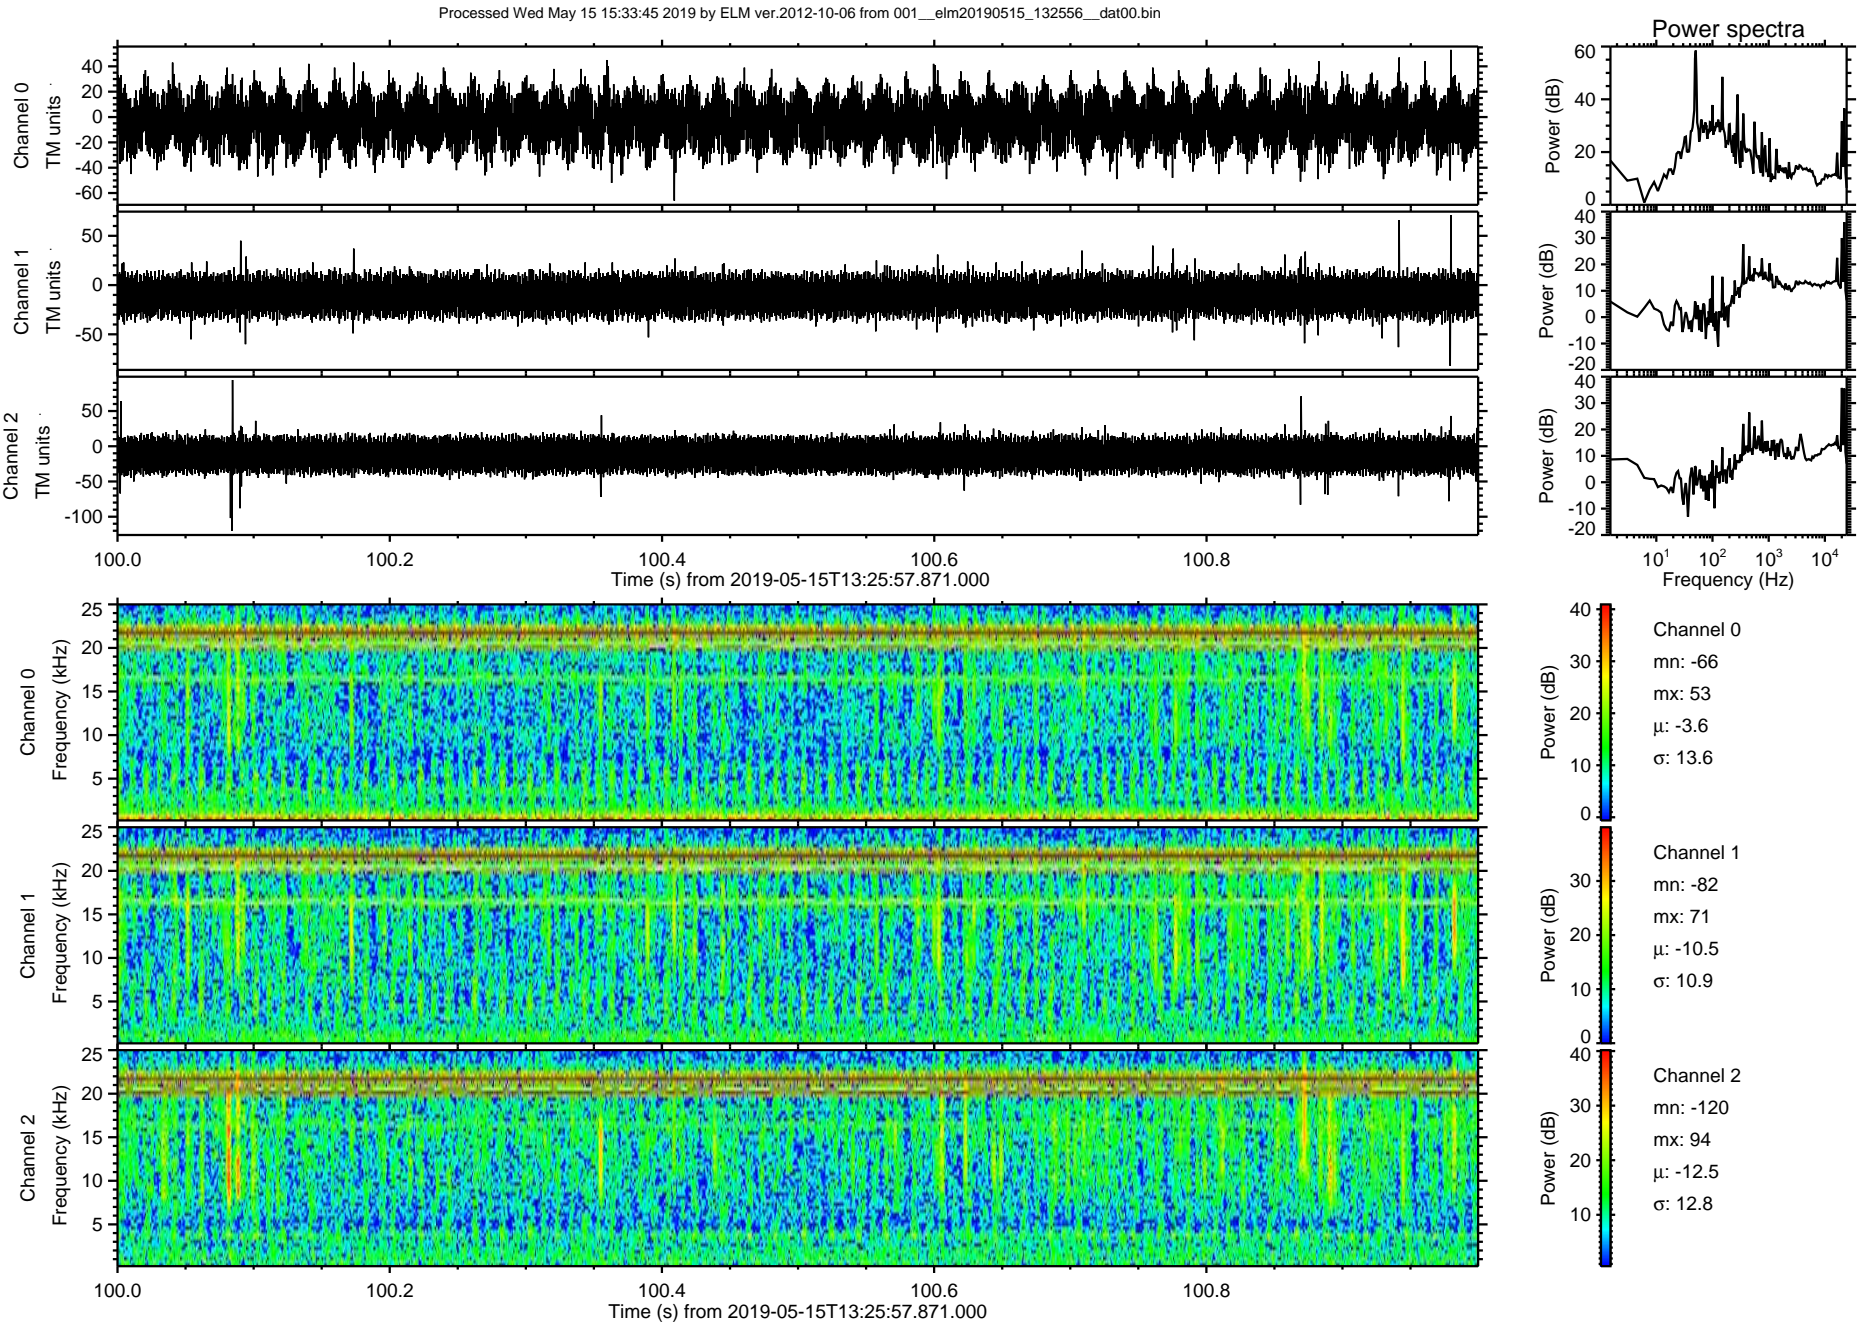 Processed Wed May 15 15:33:45 2019 by ELM ver.2012-10-06 from 001__elm20190515_132556__dat00.bin
Power spectra
Channel 0
TM units
40
20
0
-20
-40
-60
Power (dB)
60
40
20
0
Channel 1
TM units
50
0
-50
Power (dB)
40
30
20
10
0
-10
-20
Channel 2
TM units
50
0
-50
-100
Power (dB)
40
30
20
10
0
-10
-20
100.0 100.2 100.4 100.6 100.8
Time (s) from 2019-05-15T13:25:57.871.000
10^1 10^2 10^3 10^4
Frequency (Hz)
Channel 0
Frequency (kHz)
25
20
15
10
5
Power (dB)
40
30
20
10
0
Channel 0
mn: -66
mx: 53
μ: -3.6
σ: 13.6
Channel 1
Frequency (kHz)
25
20
15
10
5
Power (dB)
30
20
10
0
Channel 1
mn: -82
mx: 71
μ: -10.5
σ: 10.9
Channel 2
Frequency (kHz)
25
20
15
10
5
Power (dB)
40
30
20
10
Channel 2
mn: -120
mx: 94
μ: -12.5
σ: 12.8
100.0 100.2 100.4 100.6 100.8
Time (s) from 2019-05-15T13:25:57.871.000